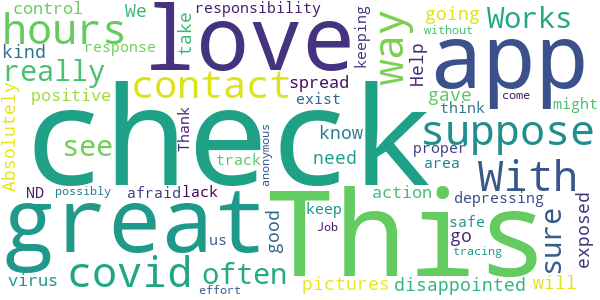 control We take responsibility keeping going Works
hours love way app
kind response Help without
really contact spread gave
positive exist think might
Absolutely check suppose
Thank see know need proper area
anonymous track With
ND possibly afraid lack action depressing
great This sure exposed
us good keep safe go
Job tracing come
virus covid often pictures disappointed will
effort